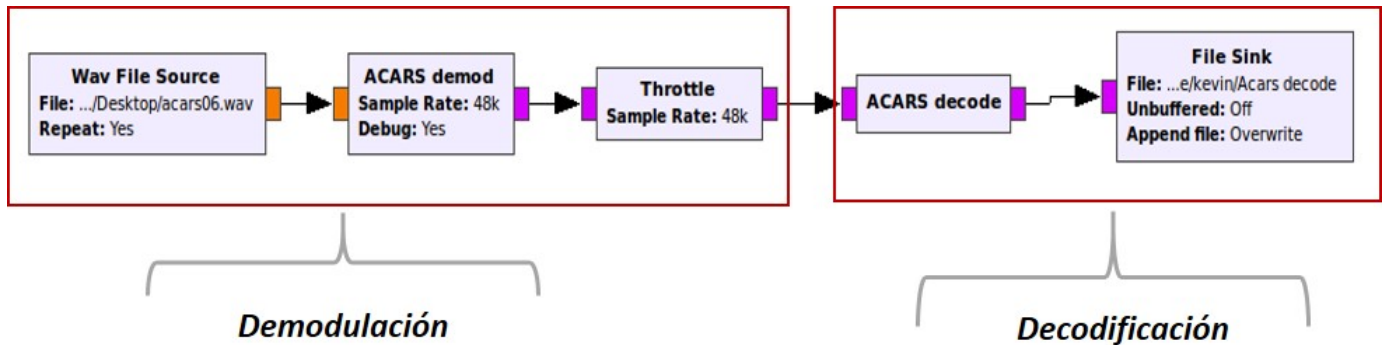 Wav File Source
File: .../Desktop/acars06.wav
Repeat: Yes
ACARS demod
Sample Rate: 48k
Debug: Yes
Throttle
Sample Rate: 48k
ACARS decode
File Sink
File: ...e/kevin/Acars decode
Unbuffered: Off
Append file: Overwrite
Demodulación
Decodificación